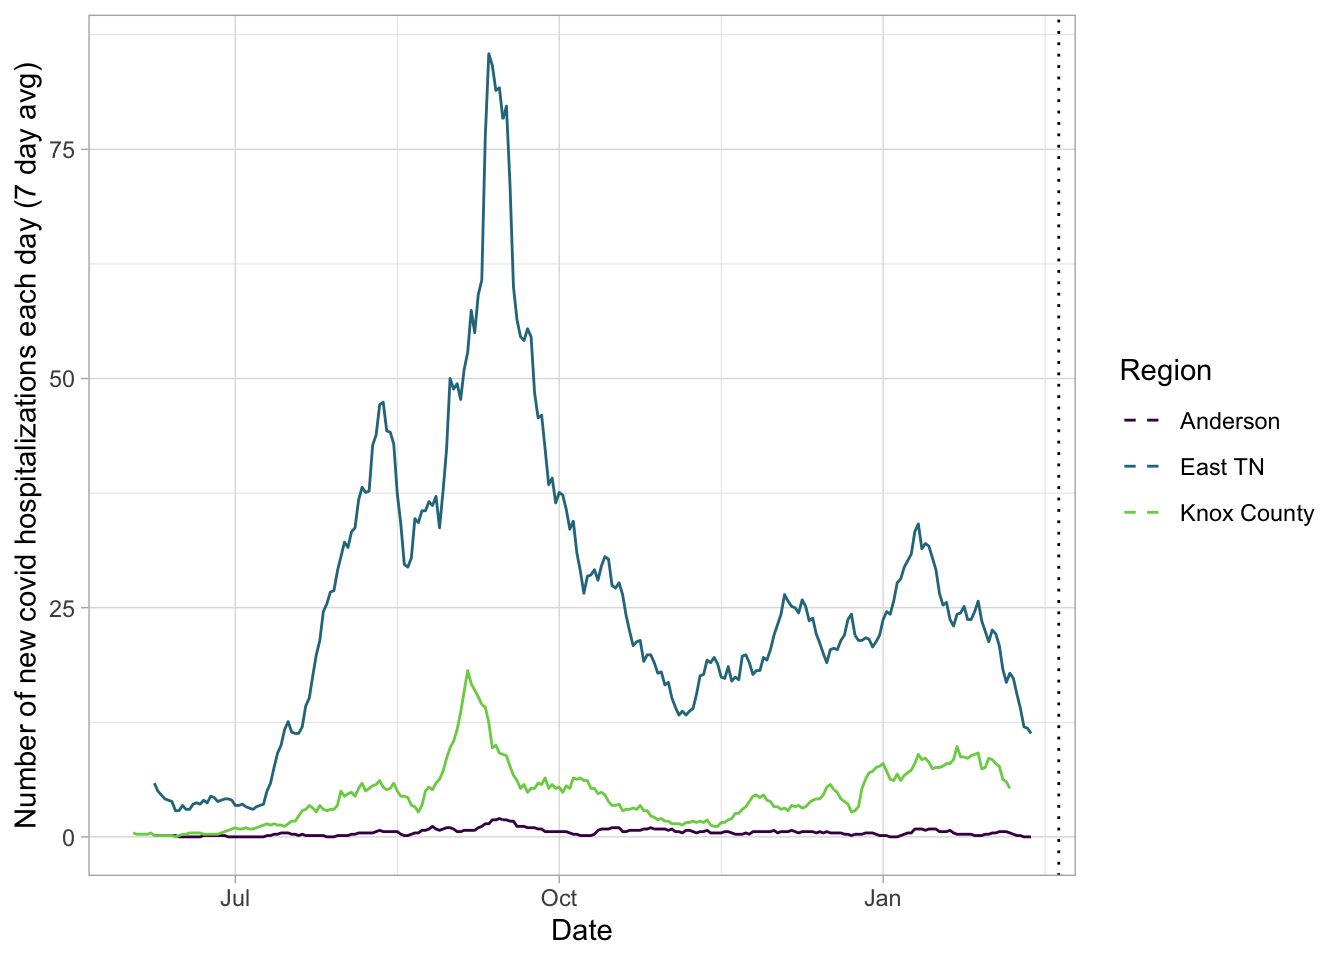 Number of new covid hospitalizations each day (7 day avg)
75
50
25
0
Jul
Oct
Jan
Date
Region
Anderson
East TN
Knox County